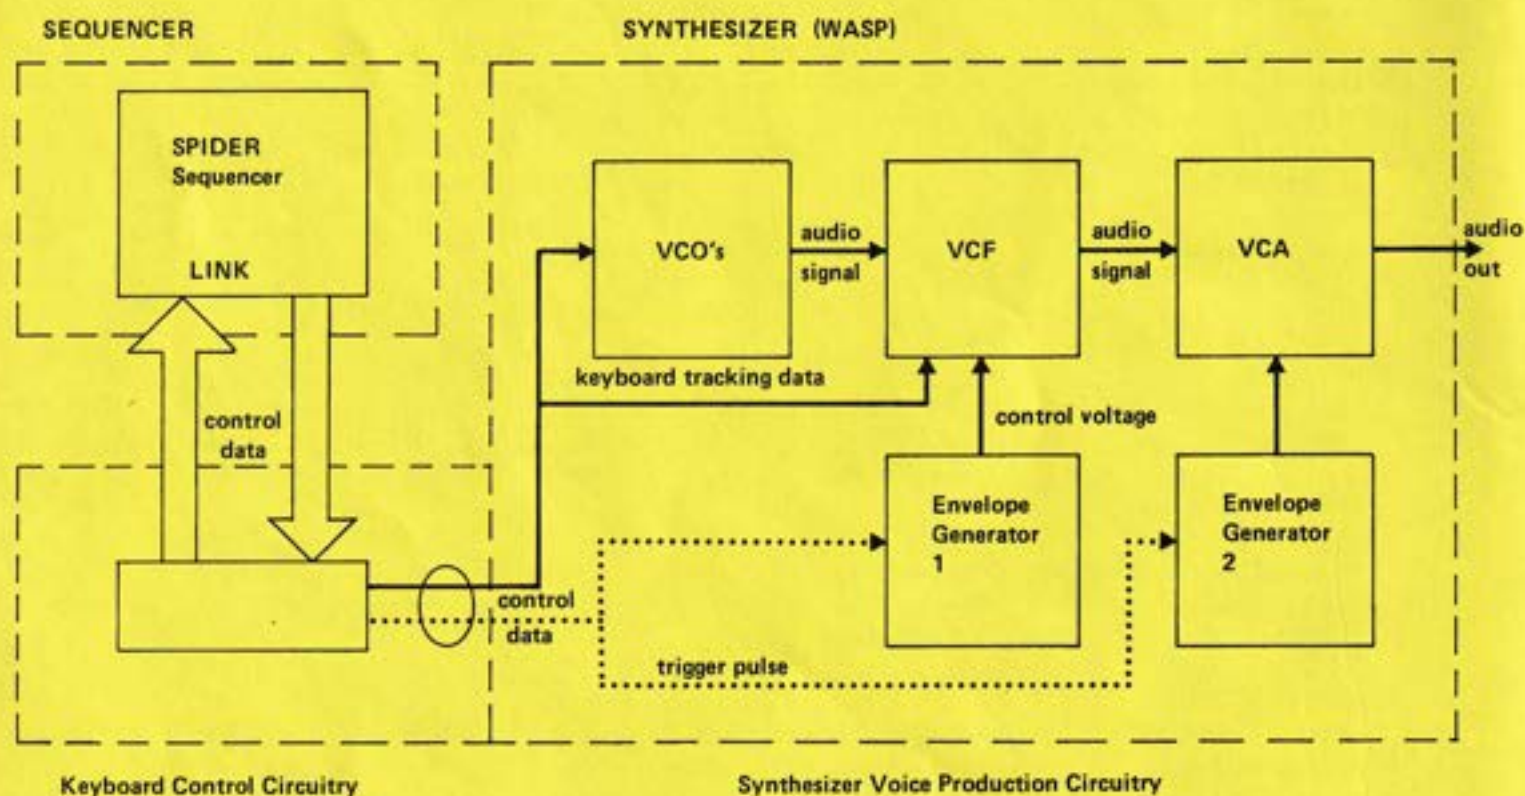 SEQUENCER
SYNTHESIZER (WASP)
SPIDER
Sequencer
LINK
VCO's
audio
signal
VCF
audio
signal
VCA
audio
out
keyboard tracking data
control
data
control voltage
Envelope
Generator
1
Envelope
Generator
2
control
data
trigger pulse
Keyboard Control Circuitry
Synthesizer Voice Production Circuitry